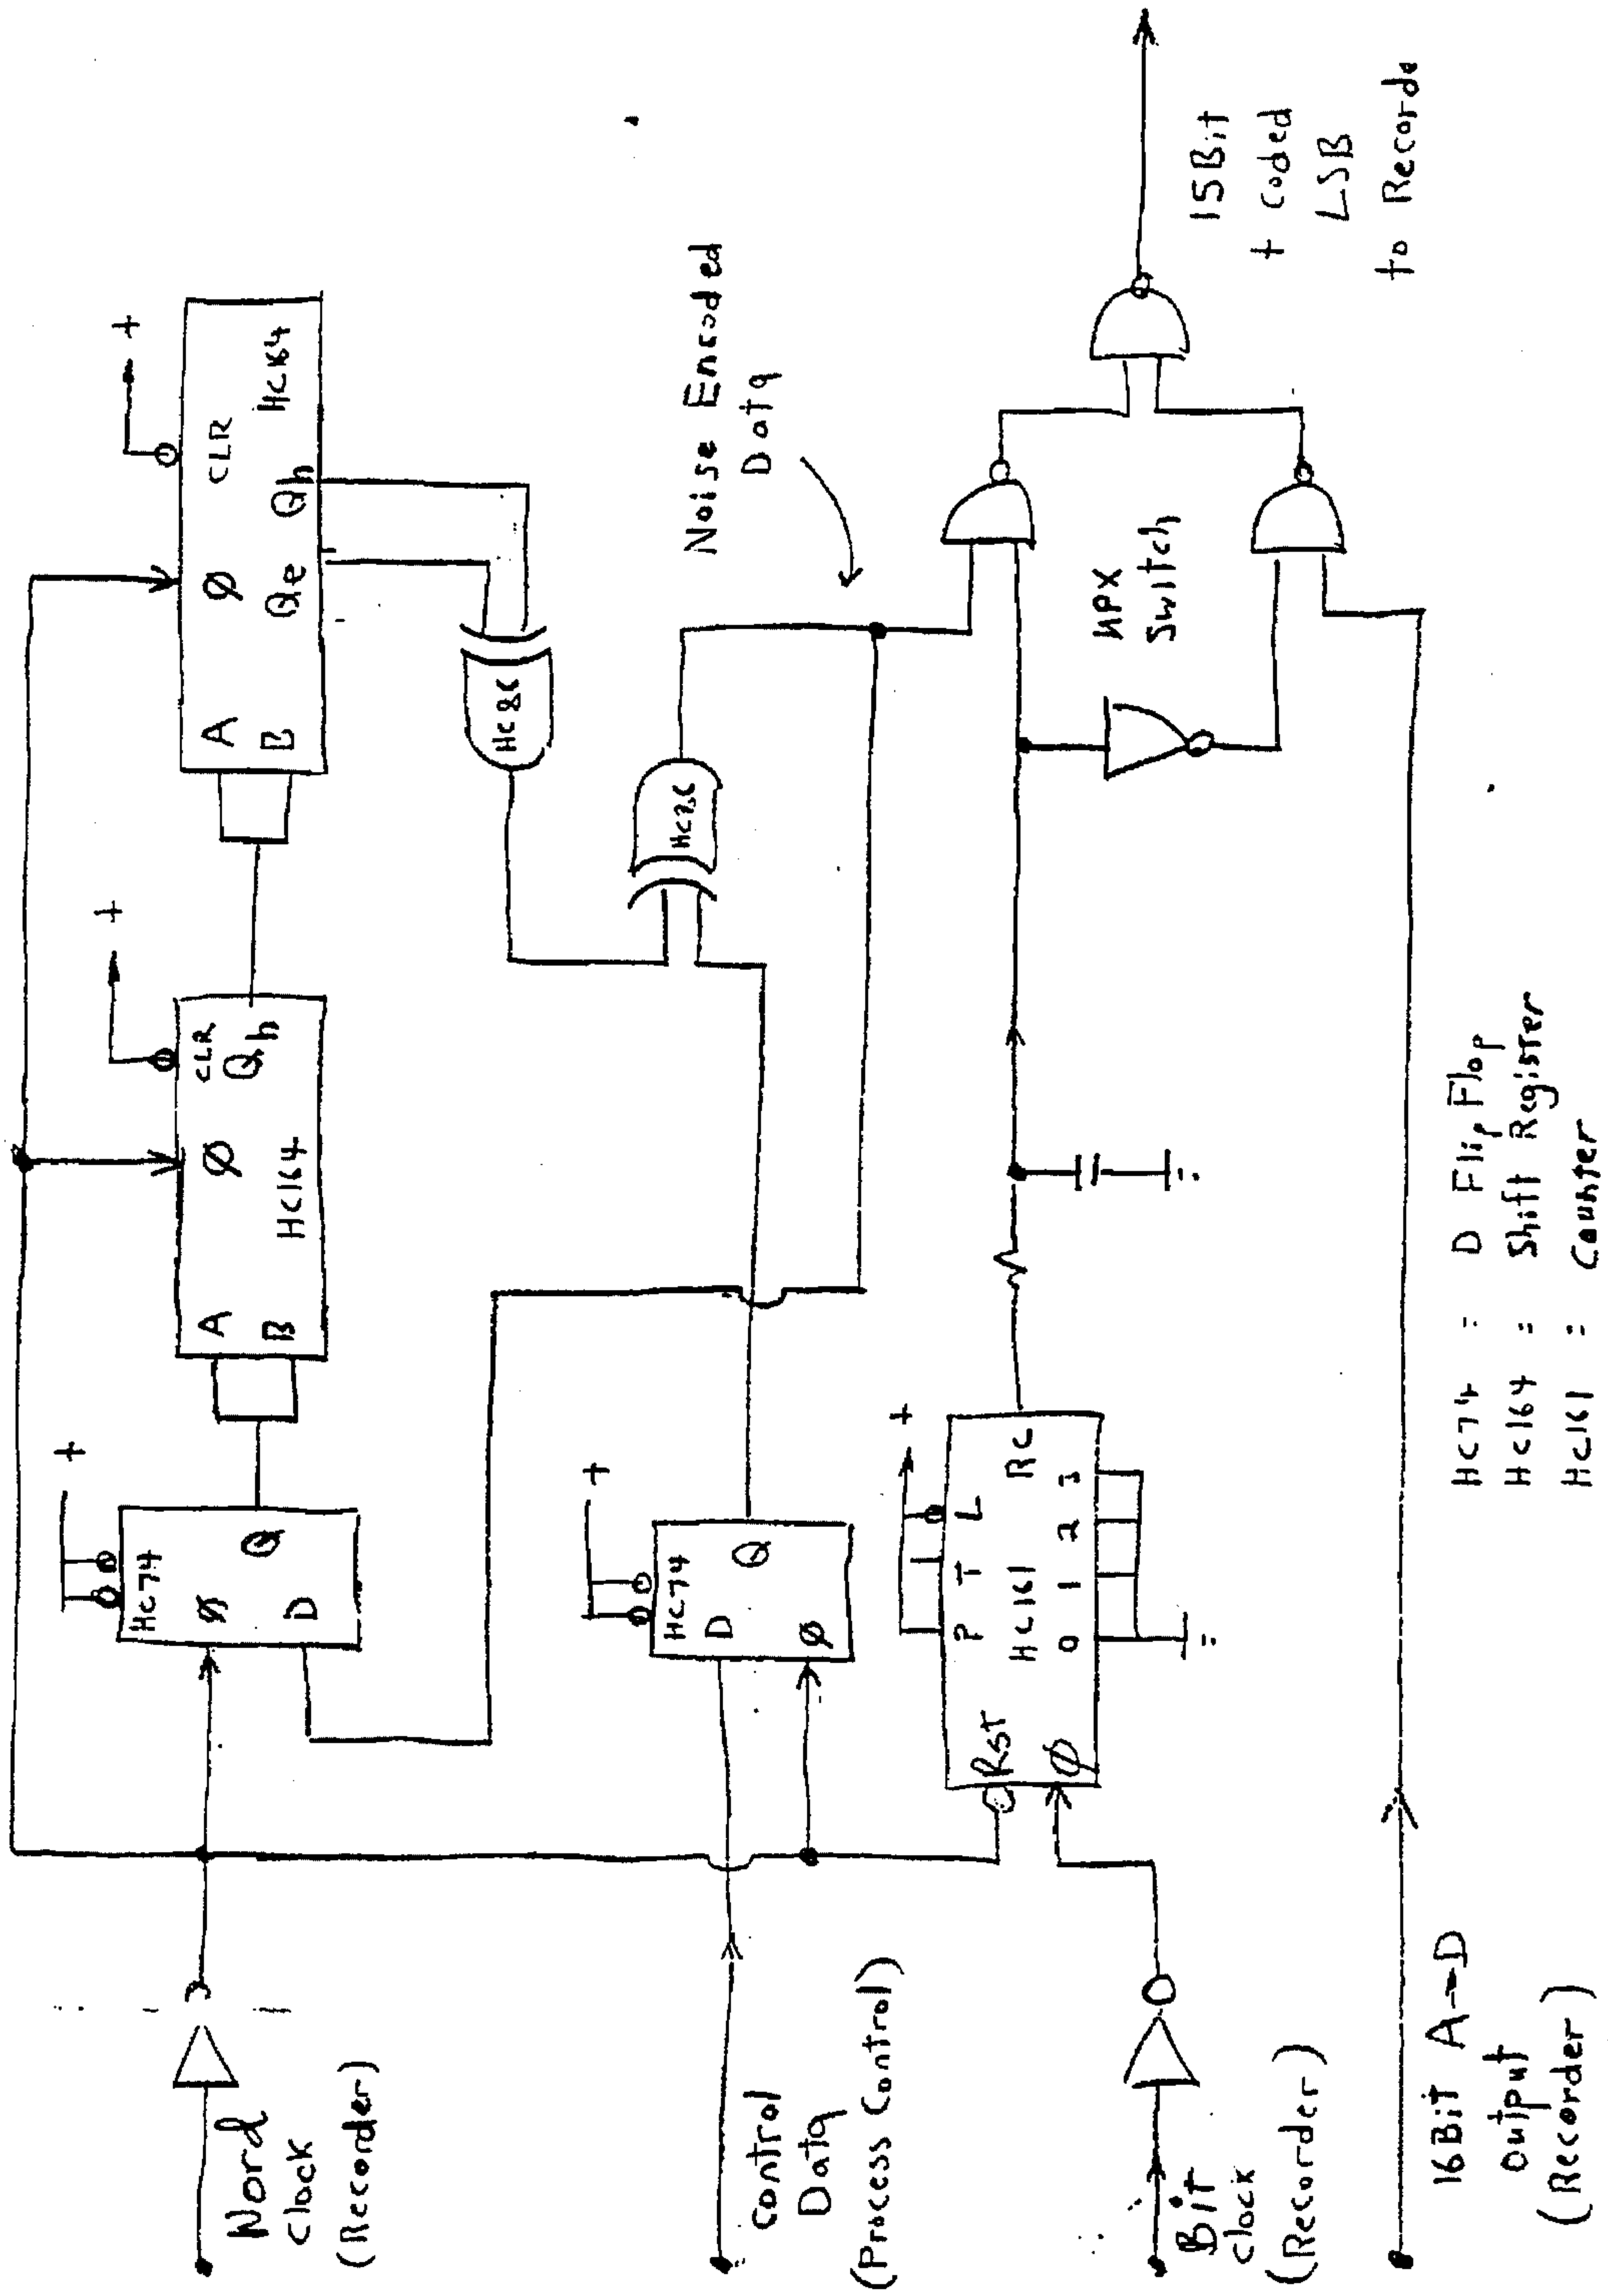 Word
Clock
(Recorder)
HC74
Ø
D
Q
+
A
B
Ø
HC164
CLR
Qh
+
A
B
Ø
Qe
CLR
Qh
HC164
+
HC86
Control
Data
(Process Control)
HC74
D
Ø
Q
+
HC86
Noise Encoded
Data
Bit
Clock
(Recorder)
RST
Ø
P T L
HC161
RC
0 1 2 3
+
MPX
Switch
15Bit
+ Coded
LSB
to Recorde
16Bit A→D
Output
(Recorder)
HC74 = D Flip Flop
HC164 = Shift Register
HC161 = Counter